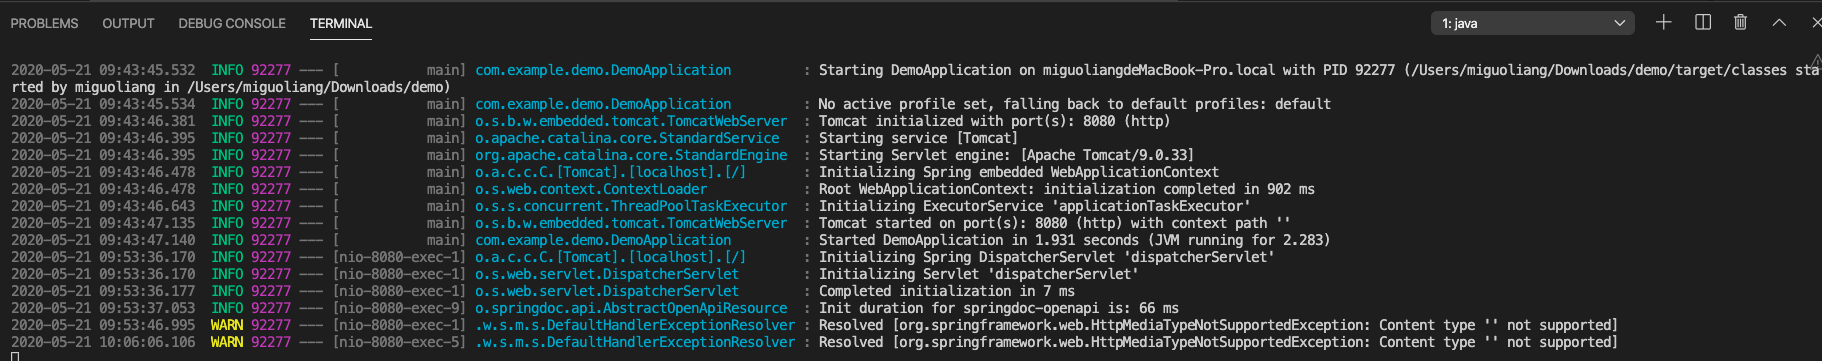 PROBLEMS OUTPUT DEBUG CONSOLE TERMINAL 1: java
2020-05-21 09:43:45.532  INFO 92277 --- [           main] com.example.demo.DemoApplication         : Starting DemoApplication on miguoliangdeMacBook-Pro.local with PID 92277 (/Users/miguoliang/Downloads/demo/target/classes sta
rted by miguoliang in /Users/miguoliang/Downloads/demo)
2020-05-21 09:43:45.534  INFO 92277 --- [           main] com.example.demo.DemoApplication         : No active profile set, falling back to default profiles: default
2020-05-21 09:43:46.381  INFO 92277 --- [           main] o.s.b.w.embedded.tomcat.TomcatWebServer  : Tomcat initialized with port(s): 8080 (http)
2020-05-21 09:43:46.395  INFO 92277 --- [           main] o.apache.catalina.core.StandardService   : Starting service [Tomcat]
2020-05-21 09:43:46.395  INFO 92277 --- [           main] org.apache.catalina.core.StandardEngine  : Starting Servlet engine: [Apache Tomcat/9.0.33]
2020-05-21 09:43:46.478  INFO 92277 --- [           main] o.a.c.c.C.[Tomcat].[localhost].[/]       : Initializing Spring embedded WebApplicationContext
2020-05-21 09:43:46.478  INFO 92277 --- [           main] o.s.web.context.ContextLoader            : Root WebApplicationContext: initialization completed in 902 ms
2020-05-21 09:43:46.643  INFO 92277 --- [           main] o.s.s.concurrent.ThreadPoolTaskExecutor  : Initializing ExecutorService 'applicationTaskExecutor'
2020-05-21 09:43:47.135  INFO 92277 --- [           main] o.s.b.w.embedded.tomcat.TomcatWebServer  : Tomcat started on port(s): 8080 (http) with context path ''
2020-05-21 09:43:47.140  INFO 92277 --- [           main] com.example.demo.DemoApplication         : Started DemoApplication in 1.931 seconds (JVM running for 2.283)
2020-05-21 09:53:36.170  INFO 92277 --- [nio-8080-exec-1] o.a.c.c.C.[Tomcat].[localhost].[/]       : Initializing Spring DispatcherServlet 'dispatcherServlet'
2020-05-21 09:53:36.170  INFO 92277 --- [nio-8080-exec-1] o.s.web.servlet.DispatcherServlet        : Initializing Servlet 'dispatcherServlet'
2020-05-21 09:53:36.177  INFO 92277 --- [nio-8080-exec-1] o.s.web.servlet.DispatcherServlet        : Completed initialization in 7 ms
2020-05-21 09:53:37.053  INFO 92277 --- [nio-8080-exec-9] o.springdoc.api.AbstractOpenApiResource  : Init duration for springdoc-openapi is: 66 ms
2020-05-21 09:53:46.995  WARN 92277 --- [nio-8080-exec-1] .w.s.m.s.DefaultHandlerExceptionResolver : Resolved [org.springframework.web.HttpMediaTypeNotSupportedException: Content type '' not supported]
2020-05-21 10:06:06.106  WARN 92277 --- [nio-8080-exec-5] .w.s.m.s.DefaultHandlerExceptionResolver : Resolved [org.springframework.web.HttpMediaTypeNotSupportedException: Content type '' not supported]